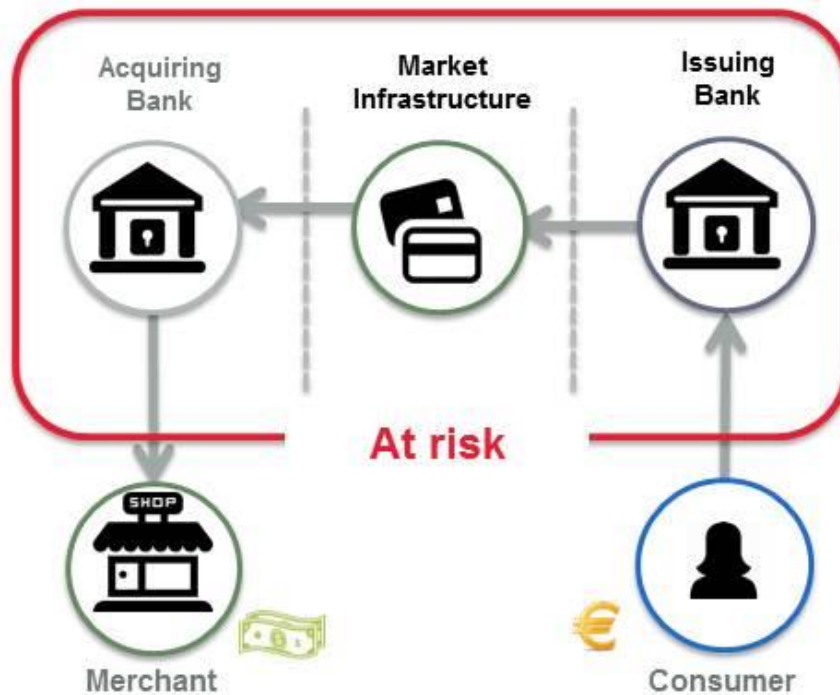 Acquiring
Bank
Market
Infrastructure
Issuing
Bank
At risk
SHOP
Merchant
Consumer